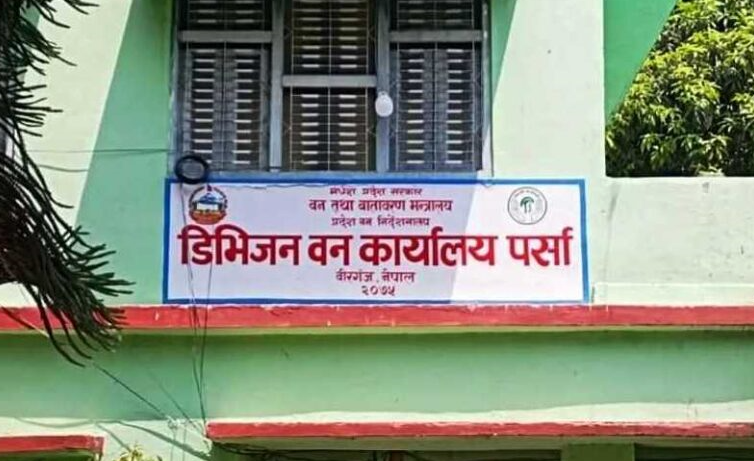 मधेश प्रदेश सरकार
वन तथा वातावरण मन्त्रालय
प्रदेश वन निर्देशनालय
डिभिजन वन कार्यालय पर्सा
वीरगंज, नेपाल
२०७५